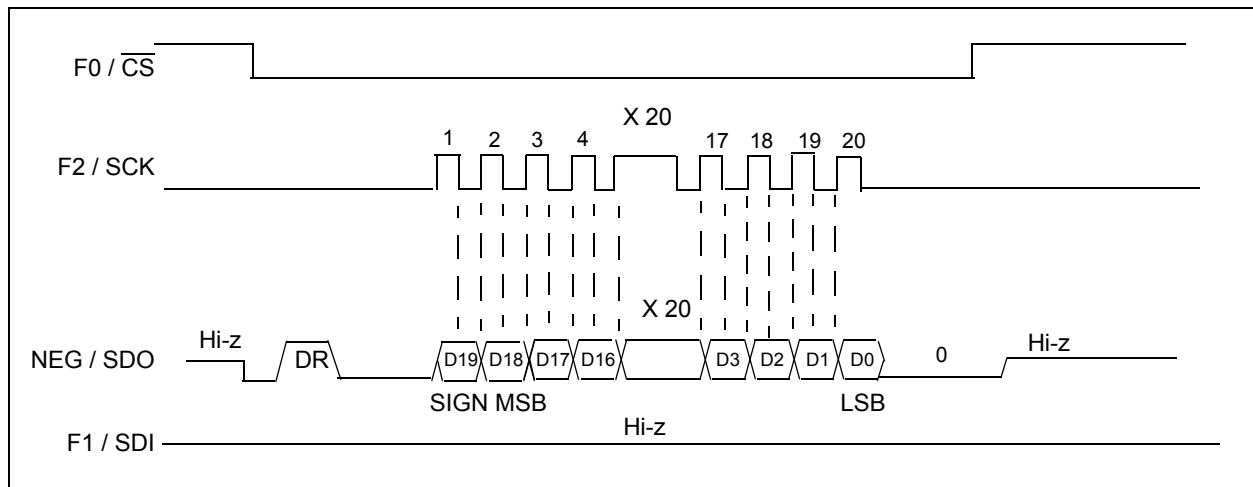 F0 / CS
X 20
1 2 3 4 17 18 19 20
F2 / SCK
X 20
Hi-z DR D19 D18 D17 D16 D3 D2 D1 D0 0 Hi-z
NEG / SDO
SIGN MSB LSB
Hi-z
F1 / SDI